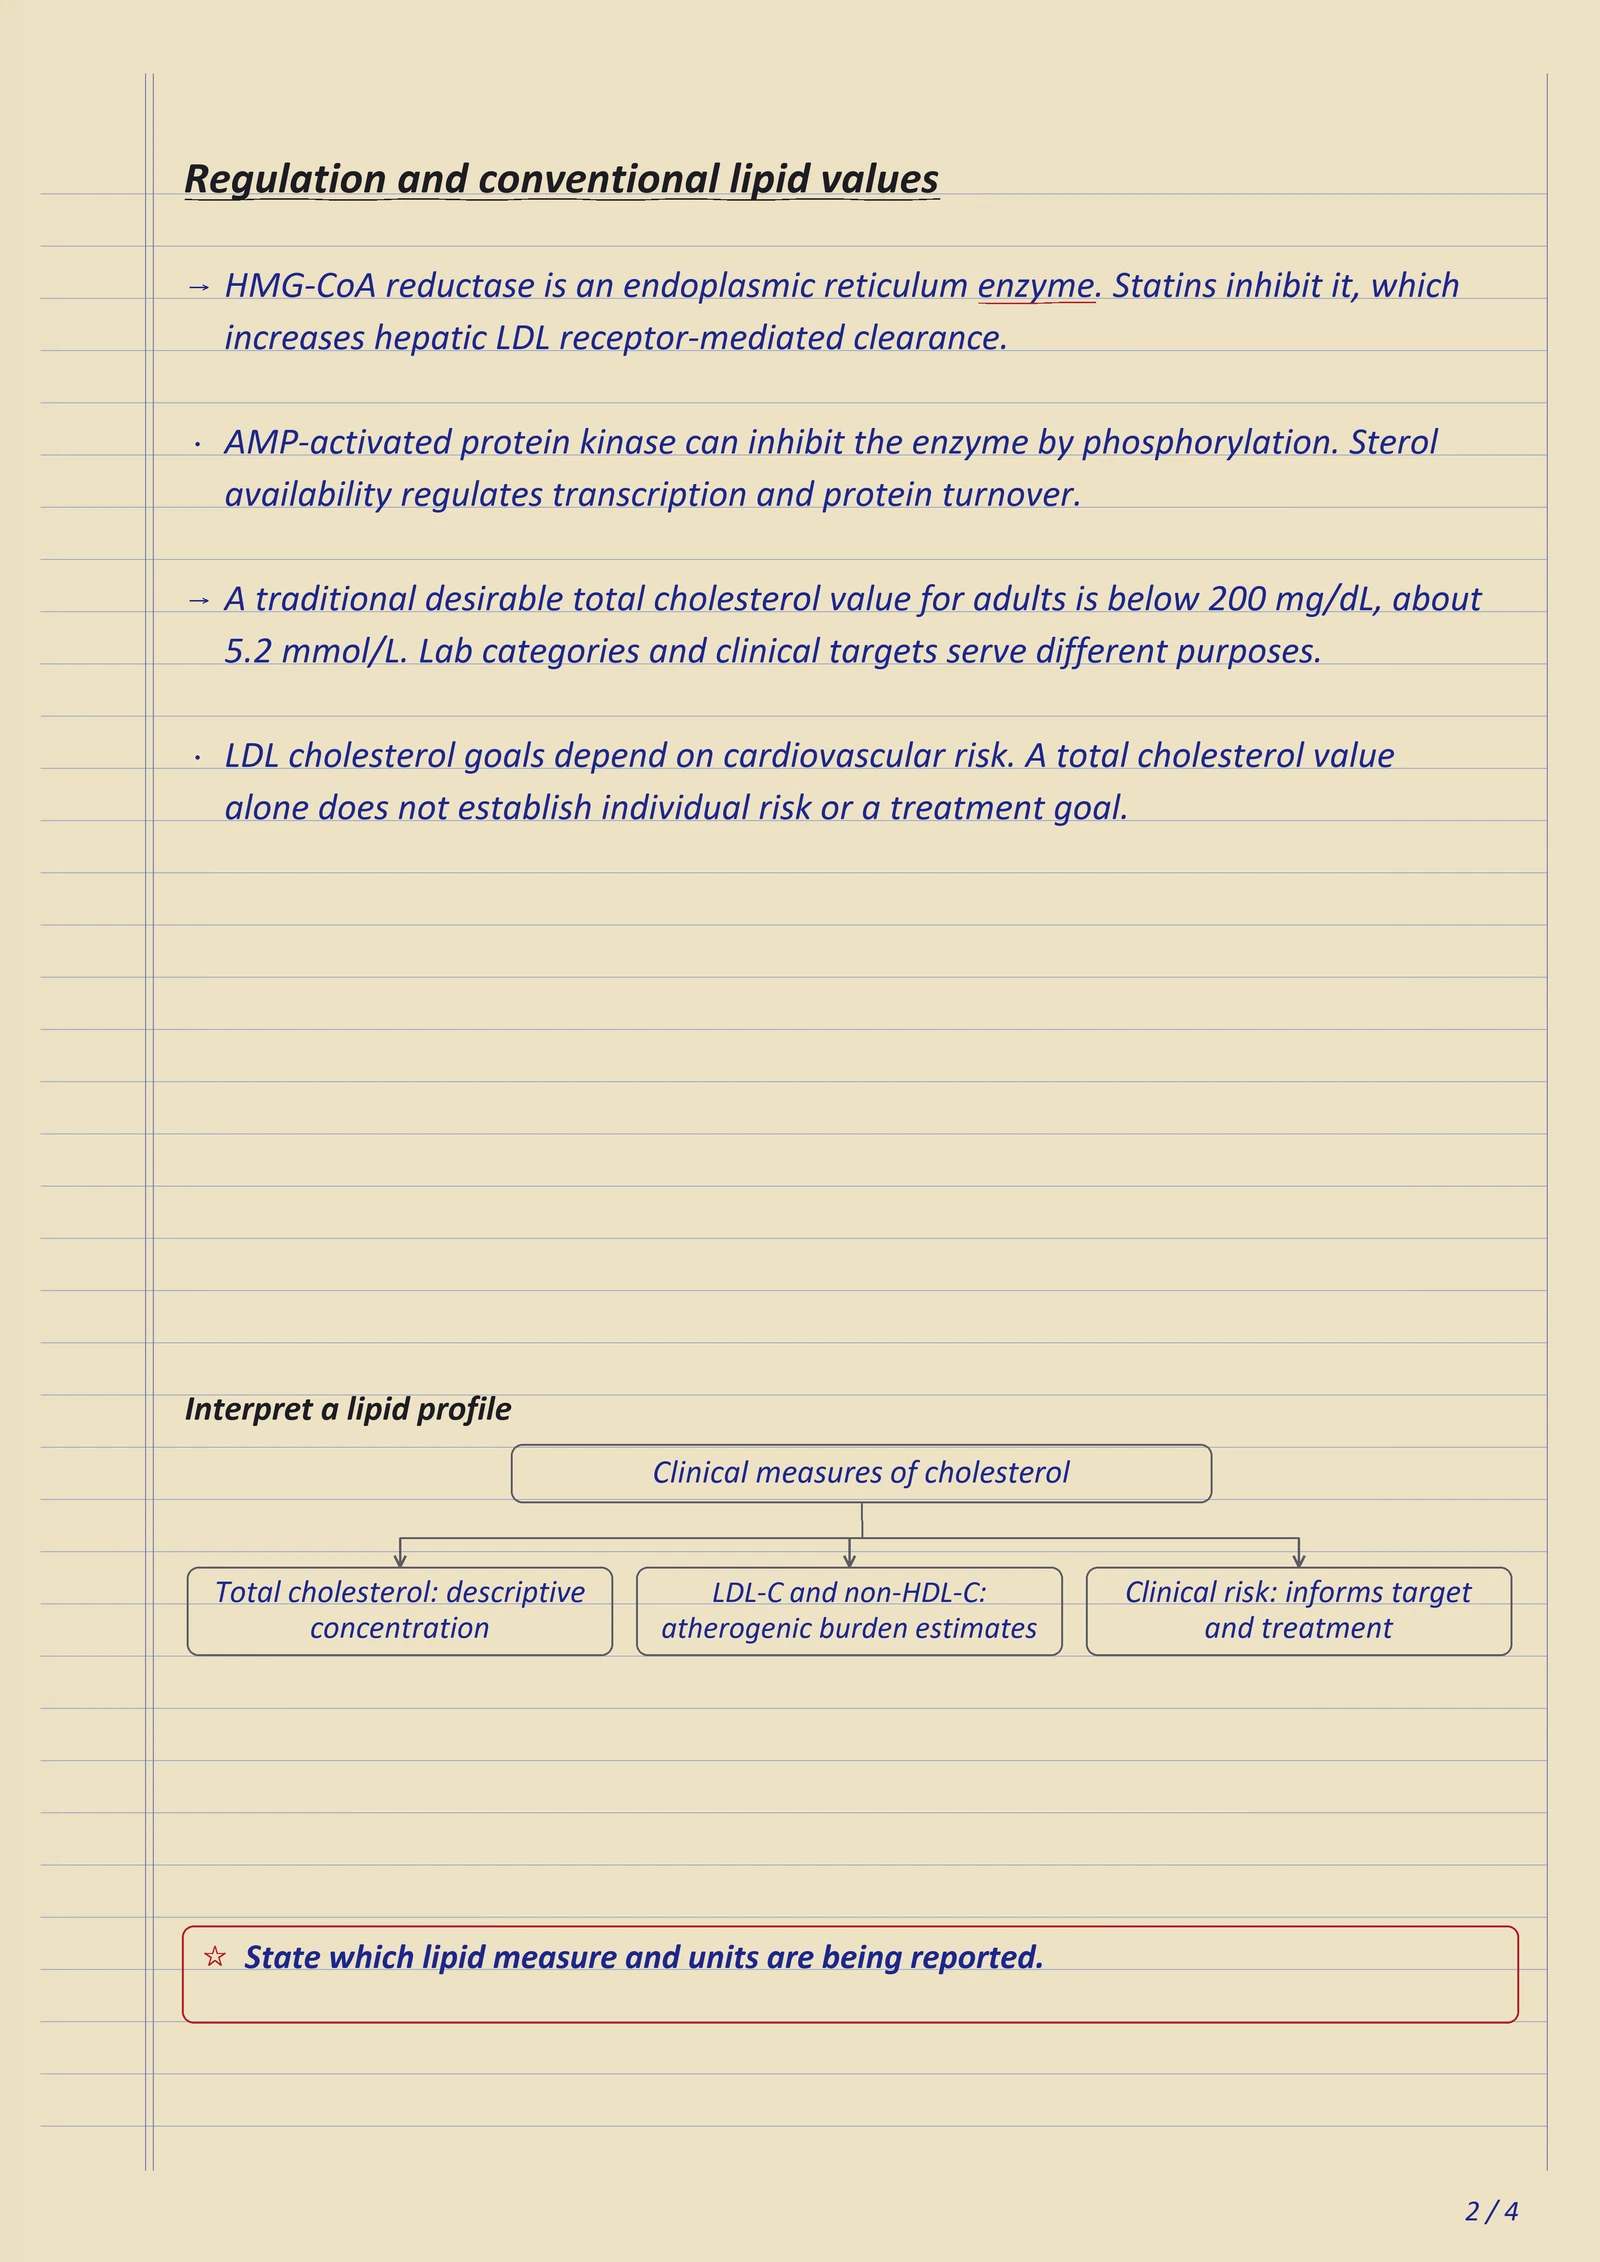 Regulation and conventional lipid values
→ HMG-CoA reductase is an endoplasmic reticulum enzyme. Statins inhibit it, which
increases hepatic LDL receptor-mediated clearance.
· AMP-activated protein kinase can inhibit the enzyme by phosphorylation. Sterol
availability regulates transcription and protein turnover.
→ A traditional desirable total cholesterol value for adults is below 200 mg/dL, about
5.2 mmol/L. Lab categories and clinical targets serve different purposes.
· LDL cholesterol goals depend on cardiovascular risk. A total cholesterol value
alone does not establish individual risk or a treatment goal.
Interpret a lipid profile
Clinical measures of cholesterol
Total cholesterol: descriptive
concentration
LDL-C and non-HDL-C:
atherogenic burden estimates
Clinical risk: informs target
and treatment
☆ State which lipid measure and units are being reported.
2 / 4